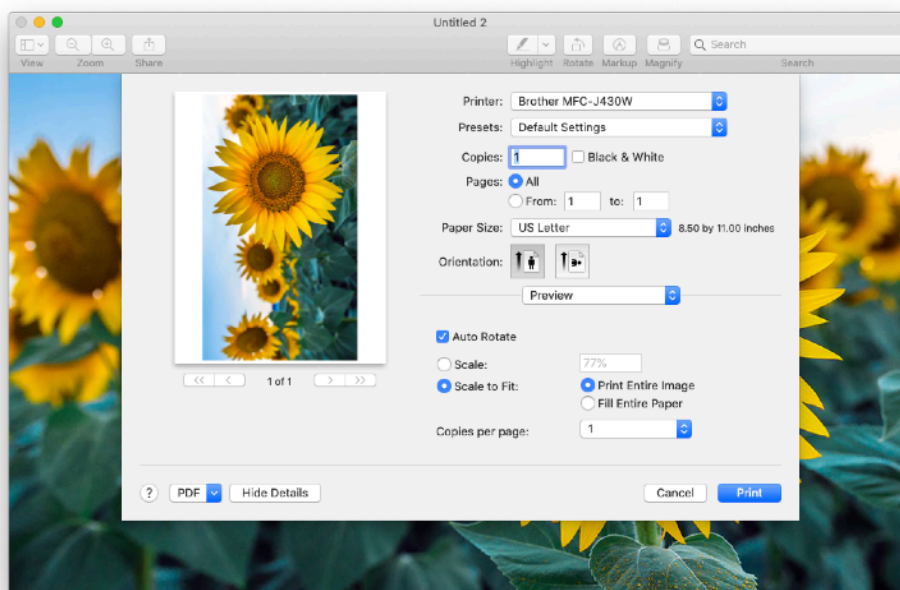 Untitled 2
View
Zoom
Share
Highlight
Rotate
Markup
Magnify
Search
Search
Printer: Brother MFC-J430W
Presets: Default Settings
Copies: 1 Black & White
Pages: All
From: 1 to: 1
Paper Size: US Letter 8.50 by 11.00 inches
Orientation:
Preview
Auto Rotate
Scale: 77%
Scale to Fit: Print Entire Image
Fill Entire Paper
Copies per page: 1
1 of 1
? PDF Hide Details Cancel Print